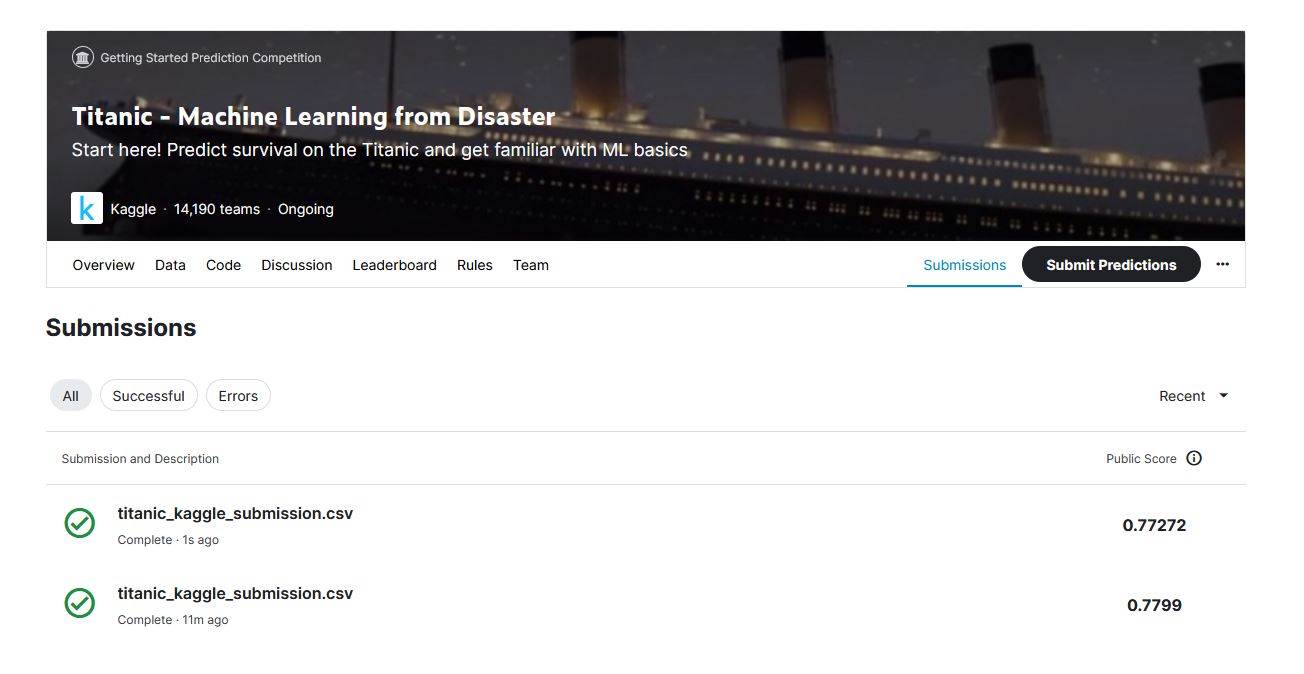 Getting Started Prediction Competition
Titanic - Machine Learning from Disaster
Start here! Predict survival on the Titanic and get familiar with ML basics
k Kaggle · 14,190 teams · Ongoing
Overview Data Code Discussion Leaderboard Rules Team Submissions Submit Predictions ···
Submissions
All Successful Errors Recent
Submission and Description Public Score
titanic_kaggle_submission.csv 0.77272
Complete · 1s ago
titanic_kaggle_submission.csv 0.7799
Complete · 11m ago